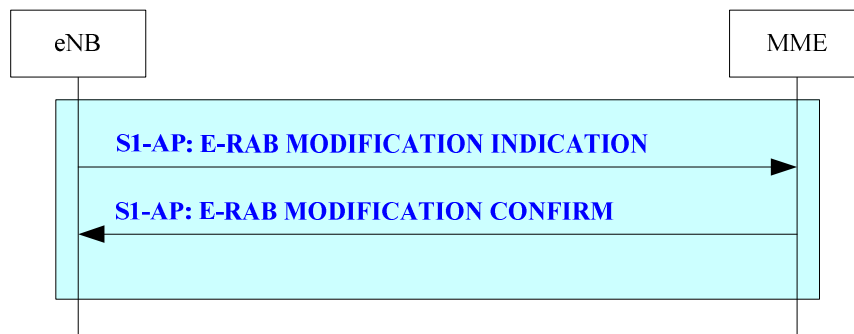 eNB
MME
S1-AP: E-RAB MODIFICATION INDICATION
S1-AP: E-RAB MODIFICATION CONFIRM